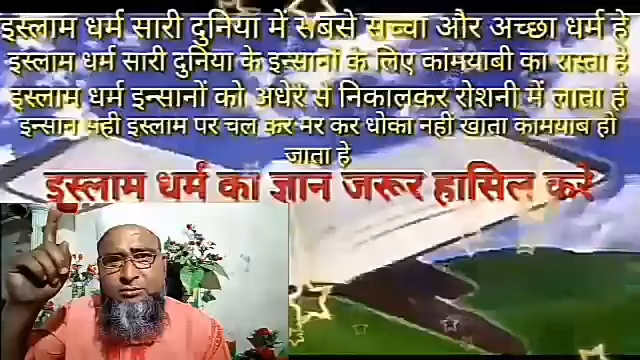 इस्लाम धर्म सारी दुनिया में सबसे सच्चा और अच्छा धर्म हे
इस्लाम धर्म सारी दुनिया के इन्सानों के लिए कांमयाबी का रास्ता हे
इस्लाम धर्म इन्सानों को अंधेरे से निकालकर रोशनी में लाता हे
इन्सान सही इस्लाम पर चल कर मर कर धोका नहीं खाता कामयाब हो
जाता हे
इस्लाम धर्म का ज्ञान जरूर हासिल करे